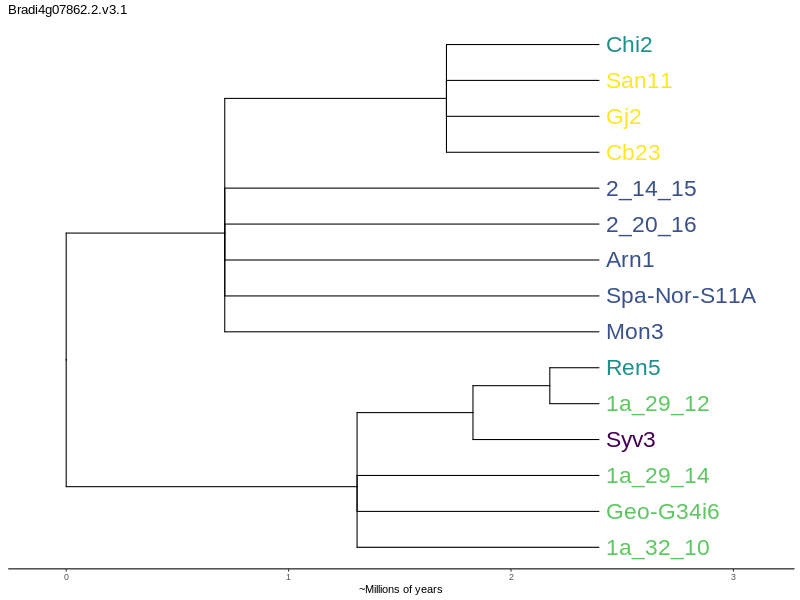 Bradi4g07862.2.v3.1
Chi2
San11
Gj2
Cb23
2_14_15
2_20_16
Arn1
Spa-Nor-S11A
Mon3
Ren5
1a_29_12
Syv3
1a_29_14
Geo-G34i6
1a_32_10
0 1 2 3
~Millions of years